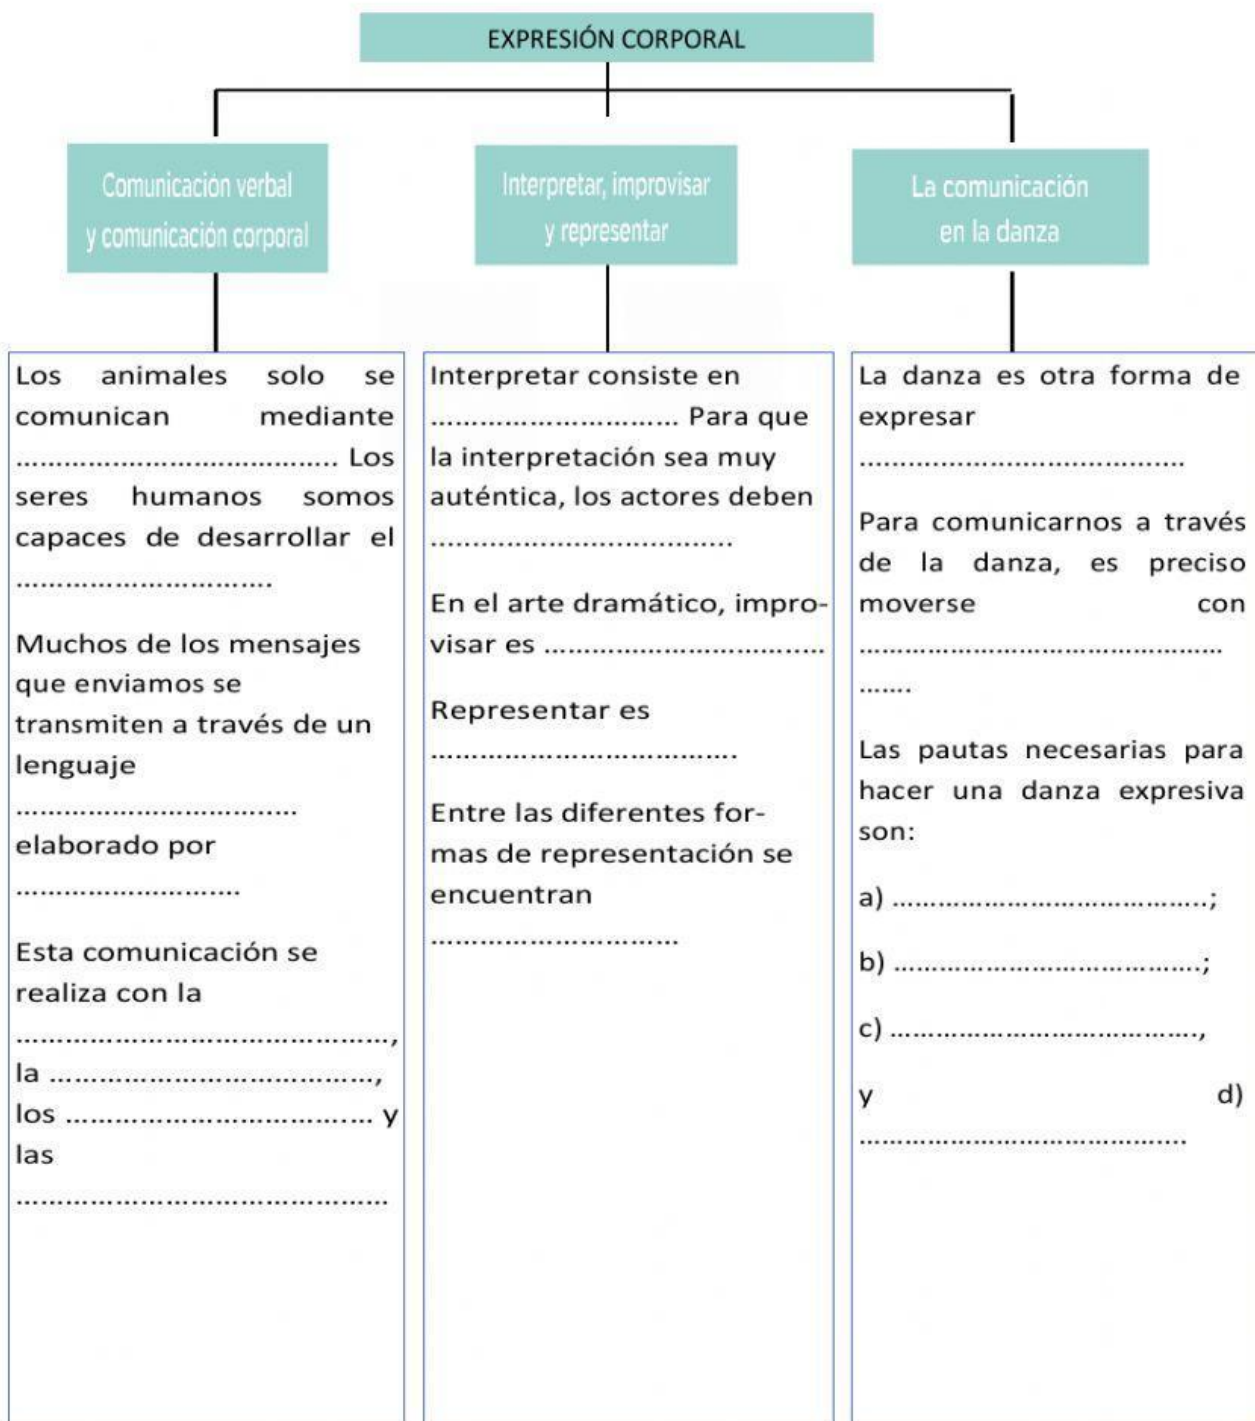 EXPRESIÓN CORPORAL
Comunicación verbal
y comunicación corporal
Interpretar, improvisar
y representar
La comunicación
en la danza
Los animales solo se
comunican mediante
………………………………….. Los
seres humanos somos
capaces de desarrollar el
………………………….
Muchos de los mensajes
que enviamos se
transmiten a través de un
lenguaje
……………………………..
elaborado por
……………………….
Esta comunicación se
realiza con la
………………………………………,
la …………………………………,
los ……………………………….. y
las
………………………………………
Interpretar consiste en
………………………… Para que
la interpretación sea muy
auténtica, los actores deben
……………………………….
En el arte dramático, impro-
visar es ……………………………..
Representar es
……………………………….
Entre las diferentes for-
mas de representación se
encuentran
…………………………
La danza es otra forma de
expresar
………………………………….
Para comunicarnos a través
de la danza, es preciso
moverse con
………………………………………
…….
Las pautas necesarias para
hacer una danza expresiva
son:
a) …………………………………..;
b) ………………………………….;
c) …………………………………,
y d)
…………………………………….